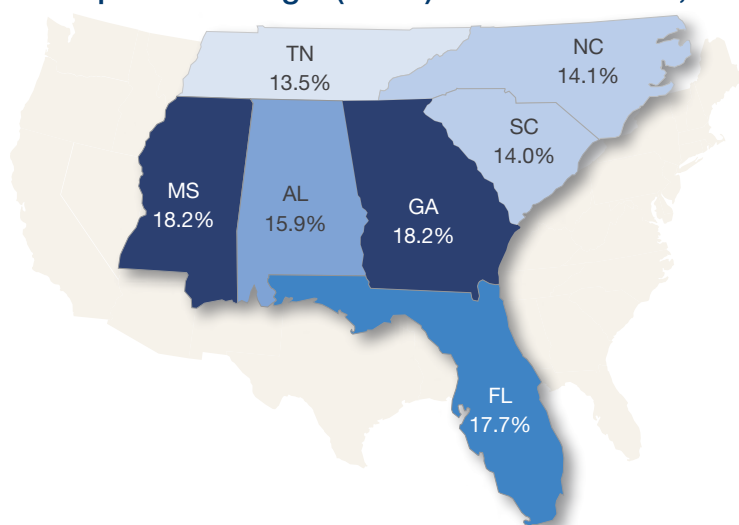 TN
13.5%
NC
14.1%
SC
14.0%
MS
18.2%
AL
15.9%
GA
18.2%
FL
17.7%